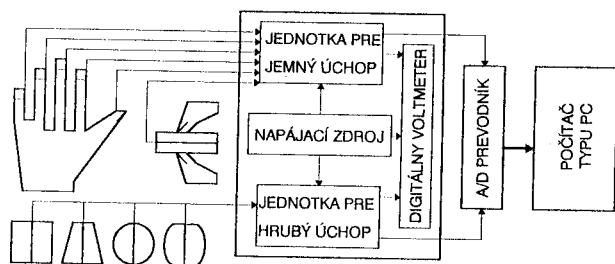 JEDNOTKA PRE
JEMNÝ ÚCHOP
NAPÁJACÍ ZDROJ
JEDNOTKA PRE
HRUBÝ ÚCHOP
DIGITÁLNY VOLTMETER
A/D PREVODNÍK
POČÍTAČ
TYPU PC